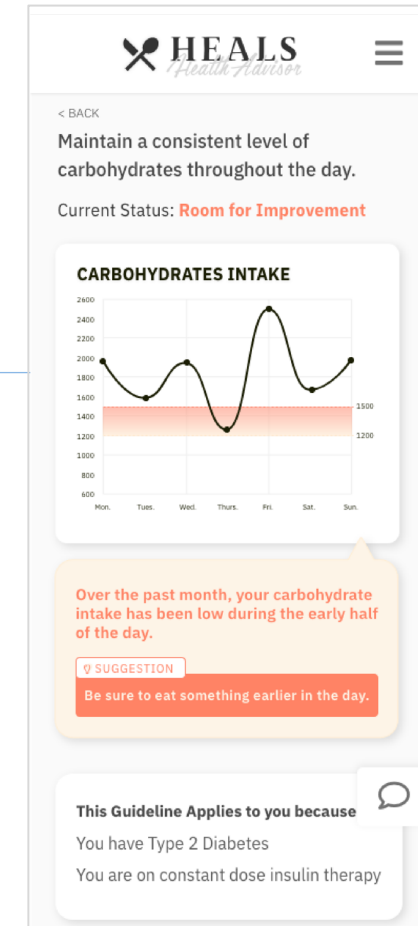 HEALS
Health Advisor
< BACK
Maintain a consistent level of
carbohydrates throughout the day.
Current Status: Room for Improvement
CARBOHYDRATES INTAKE
2600
2400
2200
2000
1800
1600
1400
1200
1000
800
600
1500
1200
Mon. Tues. Wed. Thurs. Fri. Sat. Sun.
Over the past month, your carbohydrate
intake has been low during the early half
of the day.
SUGGESTION
Be sure to eat something earlier in the day.
This Guideline Applies to you because
You have Type 2 Diabetes
You are on constant dose insulin therapy